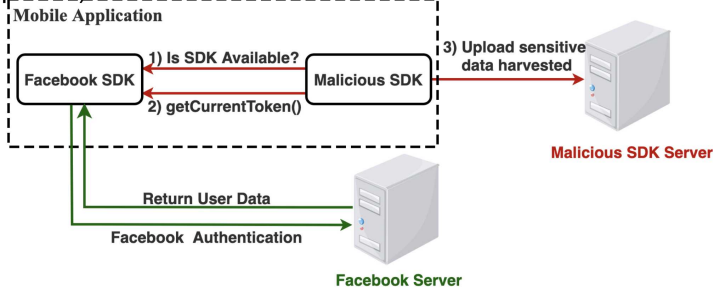 Mobile Application
1) Is SDK Available?
3) Upload sensitive
data harvested
Facebook SDK
Malicious SDK
2) getCurrentToken()
Malicious SDK Server
Return User Data
Facebook Authentication
Facebook Server